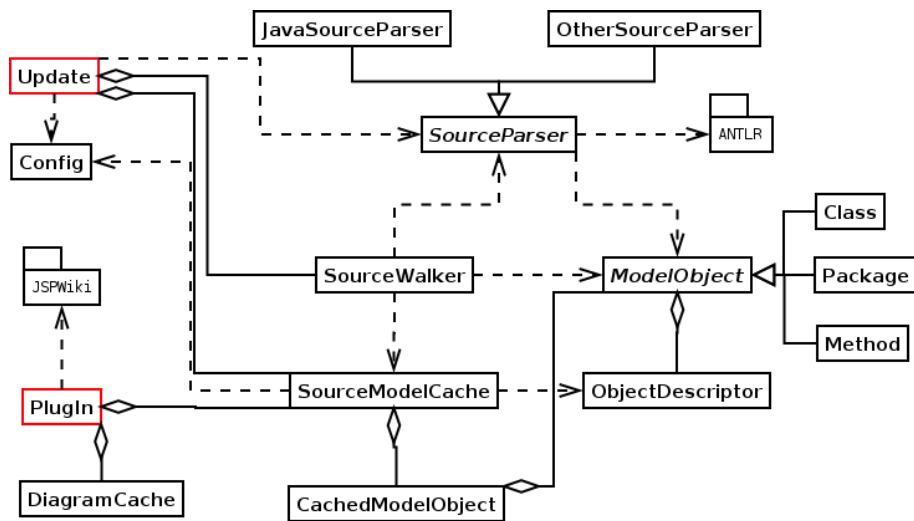 JavaSourceParser
OtherSourceParser
Update
SourceParser
ANTLR
Config
Class
JSPWiki
SourceWalker
ModelObject
Package
Method
PlugIn
SourceModelCache
ObjectDescriptor
DiagramCache
CachedModelObject